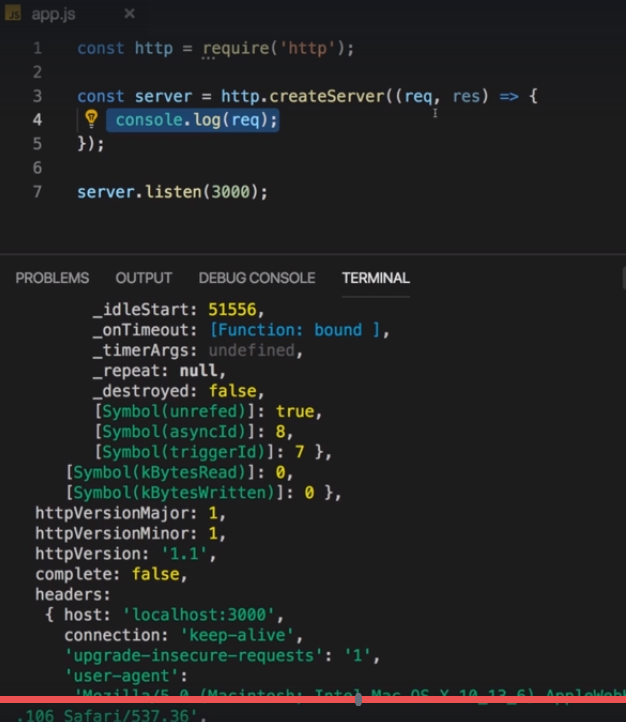 JS app.js ×
1 const http = require('http');
2
3 const server = http.createServer((req, res) => {
4 console.log(req);
5 });
6
7 server.listen(3000);
PROBLEMS OUTPUT DEBUG CONSOLE TERMINAL
_idleStart: 51556,
_onTimeout: [Function: bound ],
_timerArgs: undefined,
_repeat: null,
_destroyed: false,
[Symbol(unrefed)]: true,
[Symbol(asyncId)]: 8,
[Symbol(triggerId)]: 7 },
[Symbol(kBytesRead)]: 0,
[Symbol(kBytesWritten)]: 0 },
httpVersionMajor: 1,
httpVersionMinor: 1,
httpVersion: '1.1',
complete: false,
headers:
{ host: 'localhost:3000',
connection: 'keep-alive',
'upgrade-insecure-requests': '1',
'user-agent':
'Mozilla/5.0 (Macintosh; Intel Mac OS X 10_13_6) AppleWebK
.106 Safari/537.36',